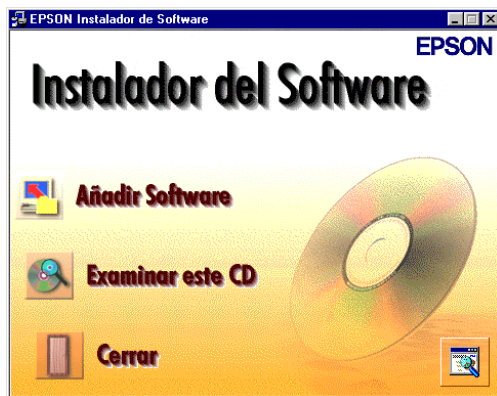 EPSON Instalador de Software
EPSON
Instalador del Software
Añadir Software
Examinar este CD
Cerrar